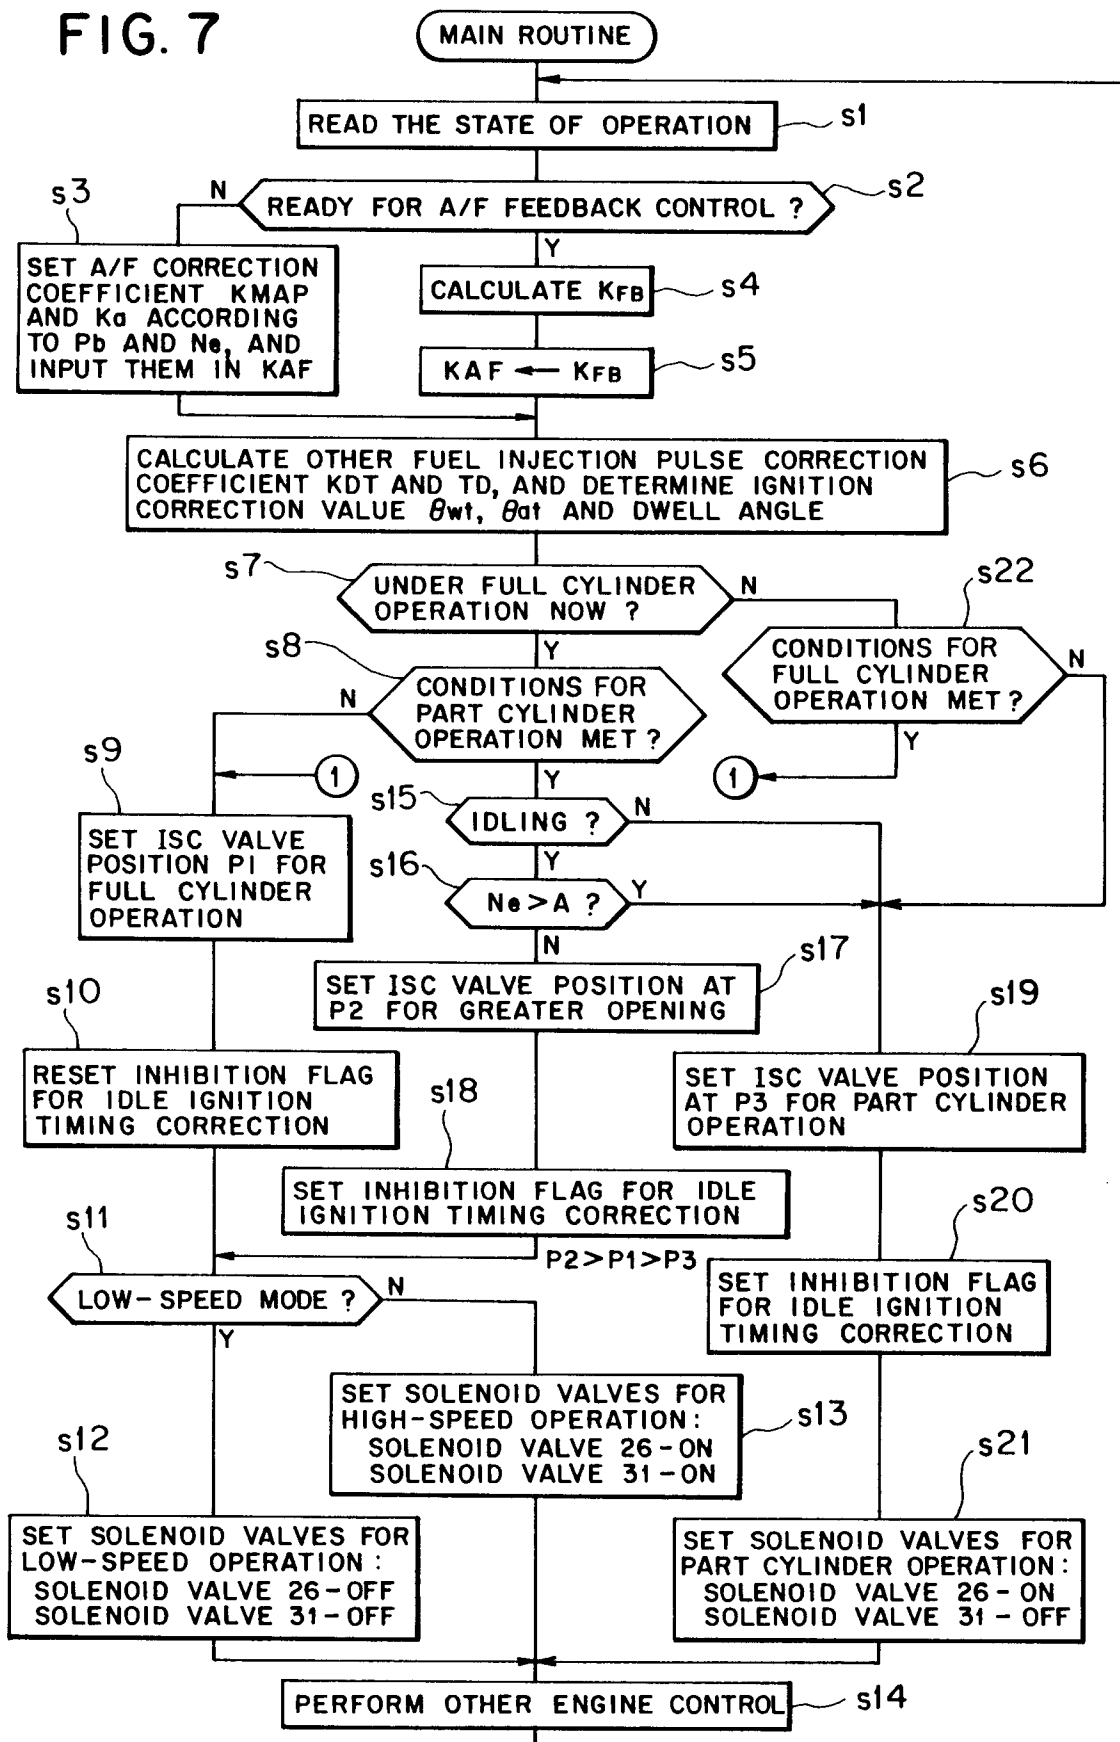 FIG. 7
MAIN ROUTINE
READ THE STATE OF OPERATION
s1
READY FOR A/F FEEDBACK CONTROL ?
s2
N
Y
s3
SET A/F CORRECTION
COEFFICIENT KMAP
AND Ka ACCORDING
TO Pb AND Ne, AND
INPUT THEM IN KAF
CALCULATE KFB
s4
KAF ← KFB
s5
CALCULATE OTHER FUEL INJECTION PULSE CORRECTION
COEFFICIENT KDT AND TD, AND DETERMINE IGNITION
CORRECTION VALUE θwt, θat AND DWELL ANGLE
s6
s7
UNDER FULL CYLINDER
OPERATION NOW ?
N
Y
s22
CONDITIONS FOR
FULL CYLINDER
OPERATION MET ?
N
Y
1
s8
CONDITIONS FOR
PART CYLINDER
OPERATION MET ?
N
Y
1
s9
SET ISC VALVE
POSITION P1 FOR
FULL CYLINDER
OPERATION
s15
IDLING ?
N
Y
s16
Ne > A ?
Y
N
s17
SET ISC VALVE POSITION AT
P2 FOR GREATER OPENING
s10
RESET INHIBITION FLAG
FOR IDLE IGNITION
TIMING CORRECTION
s18
SET INHIBITION FLAG FOR IDLE
IGNITION TIMING CORRECTION
P2>P1>P3
s19
SET ISC VALVE POSITION
AT P3 FOR PART CYLINDER
OPERATION
s20
SET INHIBITION FLAG
FOR IDLE IGNITION
TIMING CORRECTION
s11
LOW-SPEED MODE ?
N
Y
s13
SET SOLENOID VALVES FOR
HIGH-SPEED OPERATION:
SOLENOID VALVE 26-ON
SOLENOID VALVE 31-ON
s12
SET SOLENOID VALVES FOR
LOW-SPEED OPERATION:
SOLENOID VALVE 26-OFF
SOLENOID VALVE 31-OFF
s21
SET SOLENOID VALVES FOR
PART CYLINDER OPERATION:
SOLENOID VALVE 26-ON
SOLENOID VALVE 31-OFF
PERFORM OTHER ENGINE CONTROL
s14